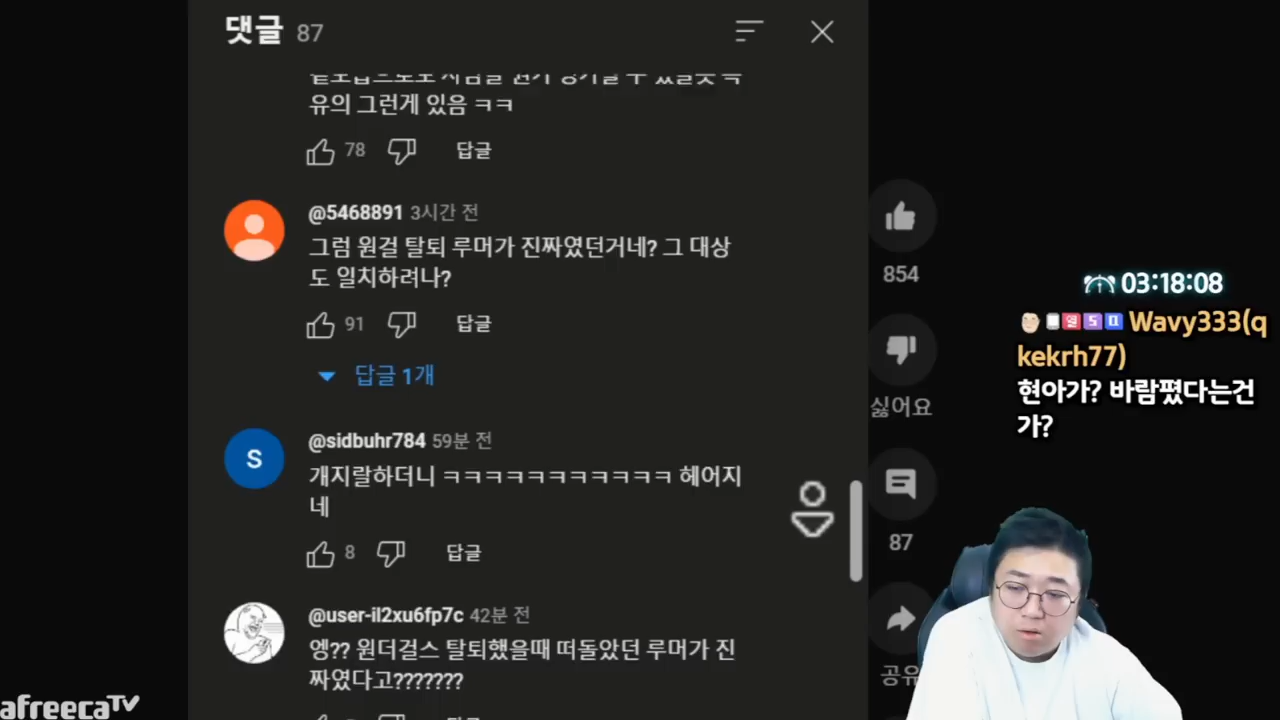 댓글 87
유의 그런게 있음 ㅋㅋ
78 답글
@5468891 3시간 전
그럼 원걸 탈퇴 루머가 진짜였던거네? 그 대상
도 일치하려나?
91 답글
답글 1개
S
@sidbuhr784 59분 전
개지랄하더니 ㅋㅋㅋㅋㅋㅋㅋㅋㅋㅋㅋ 헤어지
네
8 답글
@user-il2xu6fp7c 42분 전
엥?? 원더걸스 탈퇴했을때 떠돌았던 루머가 진
짜였다고???????
854
싫어요
87
공유
03:18:08
열 5 Wavy333(q
kekrh77)
현아가? 바람폈다는건
가?
afreecaTV